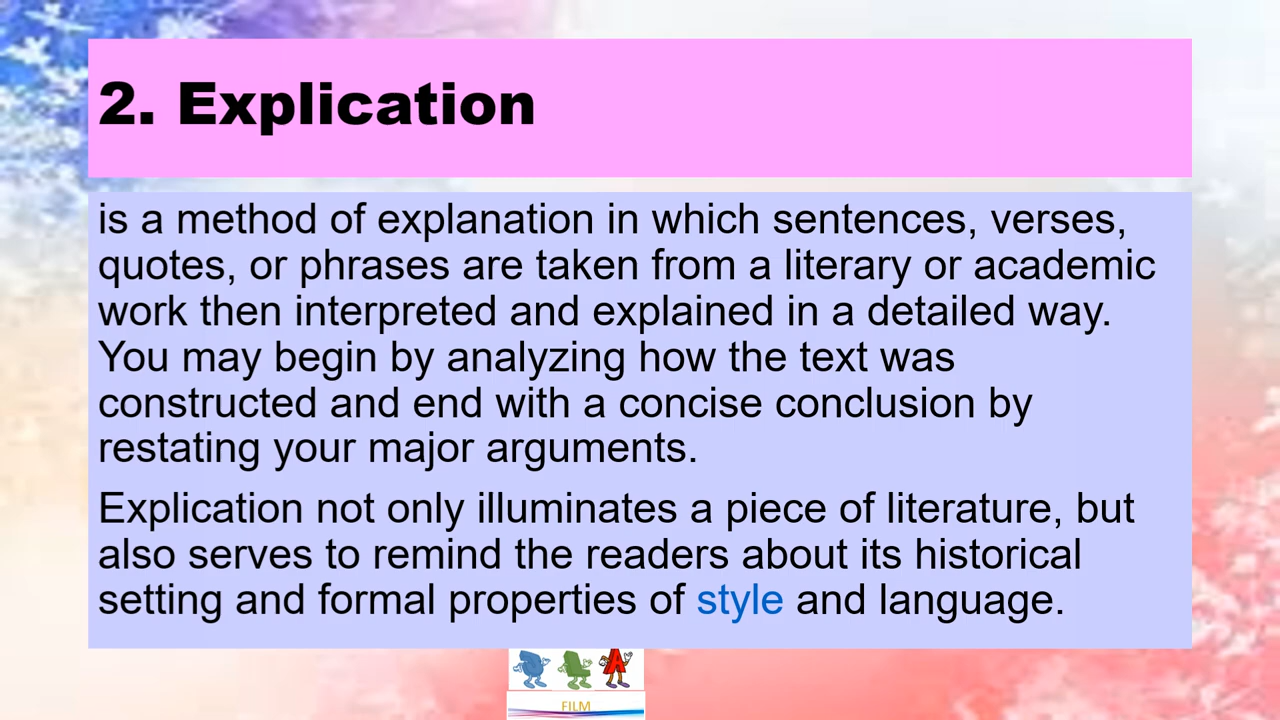 2. Explication
is a method of explanation in which sentences, verses,
quotes, or phrases are taken from a literary or academic
work then interpreted and explained in a detailed way.
You may begin by analyzing how the text was
constructed and end with a concise conclusion by
restating your major arguments.
Explication not only illuminates a piece of literature, but
also serves to remind the readers about its historical
setting and formal properties of style and language.
A
FILM